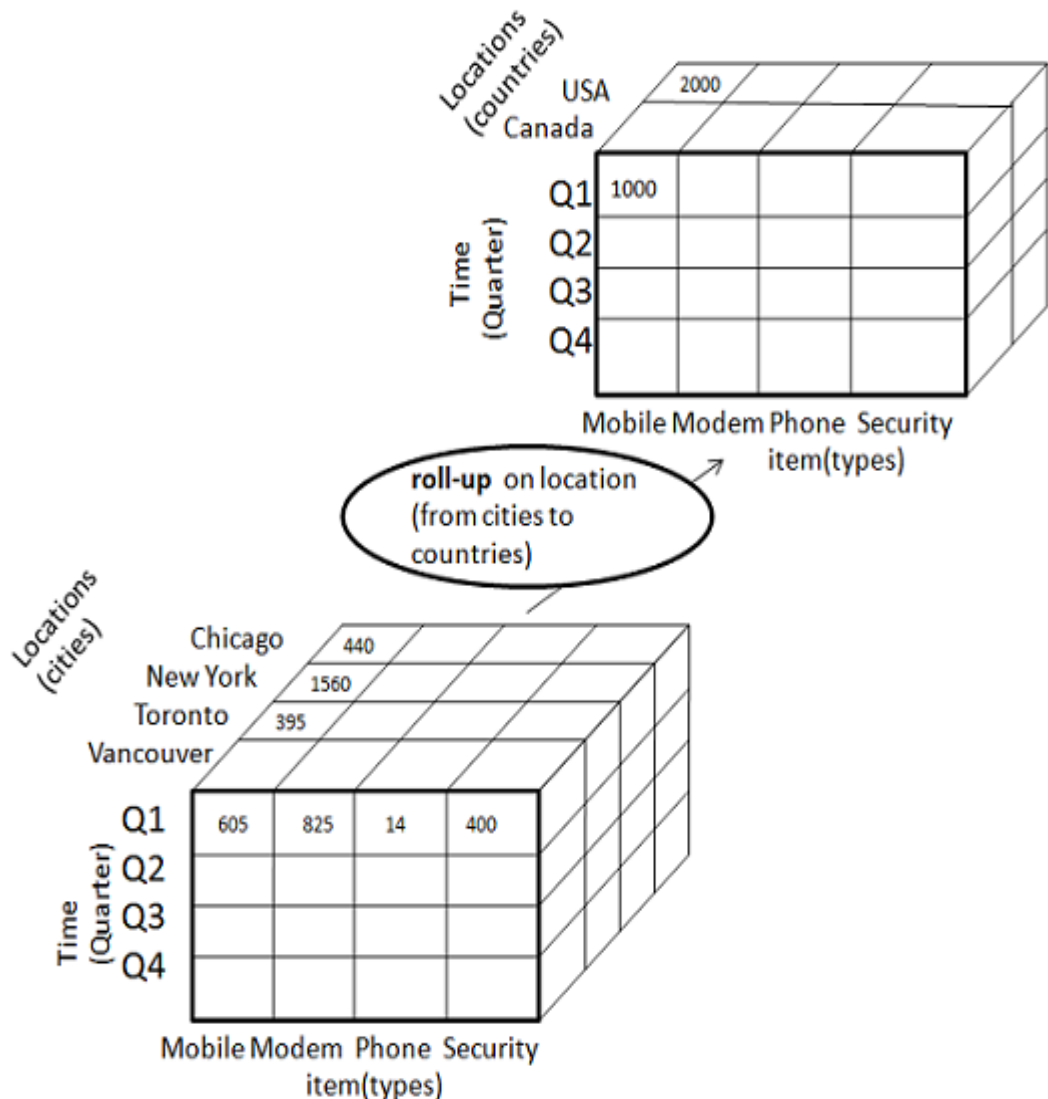 Locations
(countries)
USA
2000
Canada
Time
(Quarter)
Q1
1000
Q2
Q3
Q4
Mobile Modem Phone Security
item(types)
roll-up on location
(from cities to
countries)
Locations
(cities)
Chicago
440
New York
1560
Toronto
395
Vancouver
Time
(Quarter)
Q1
605 825 14 400
Q2
Q3
Q4
Mobile Modem Phone Security
item(types)